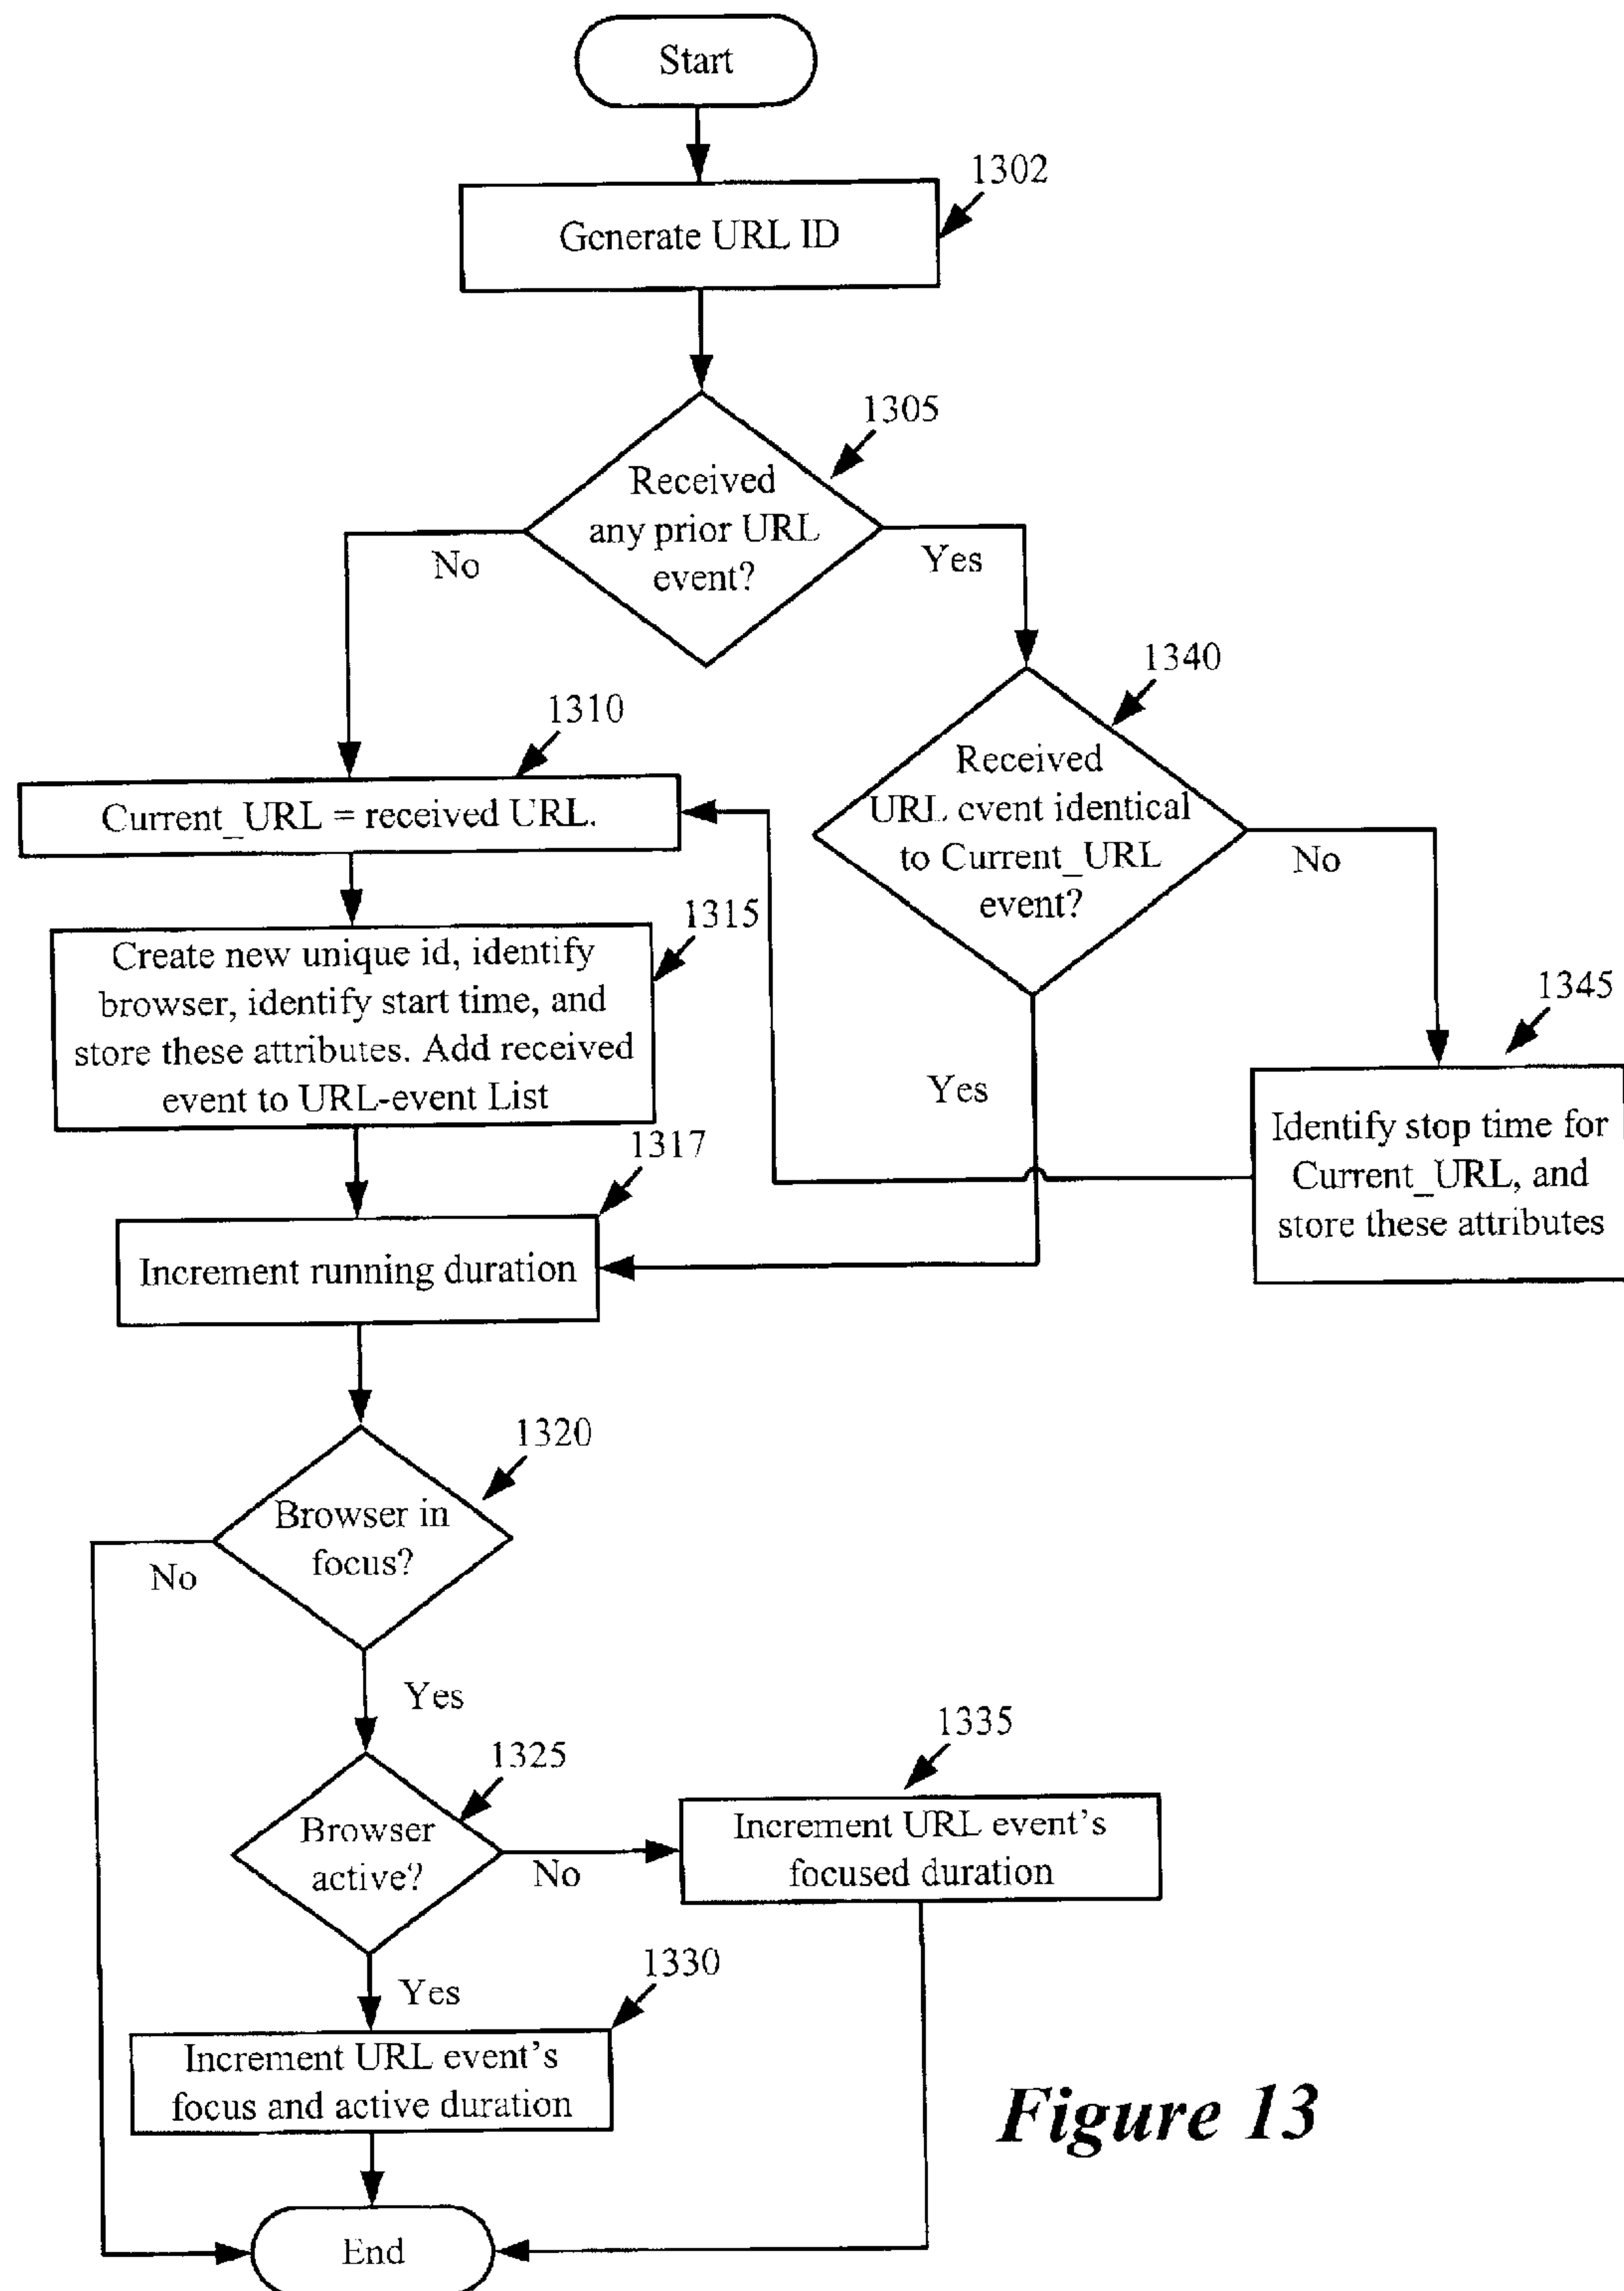 Start
1302
Generate URL ID
1305
Received
any prior URL
event?
No
Yes
1340
Received
URL event identical
to Current_URL
event?
No
Yes
1310
Current_URL = received URL.
1315
Create new unique id, identify
browser, identify start time, and
store these attributes. Add received
event to URL-event List
1345
Identify stop time for
Current_URL, and
store these attributes
1317
Increment running duration
1320
Browser in
focus?
No
Yes
1325
Browser
active?
No
1335
Increment URL event's
focused duration
Yes
1330
Increment URL event's
focus and active duration
End
Figure 13